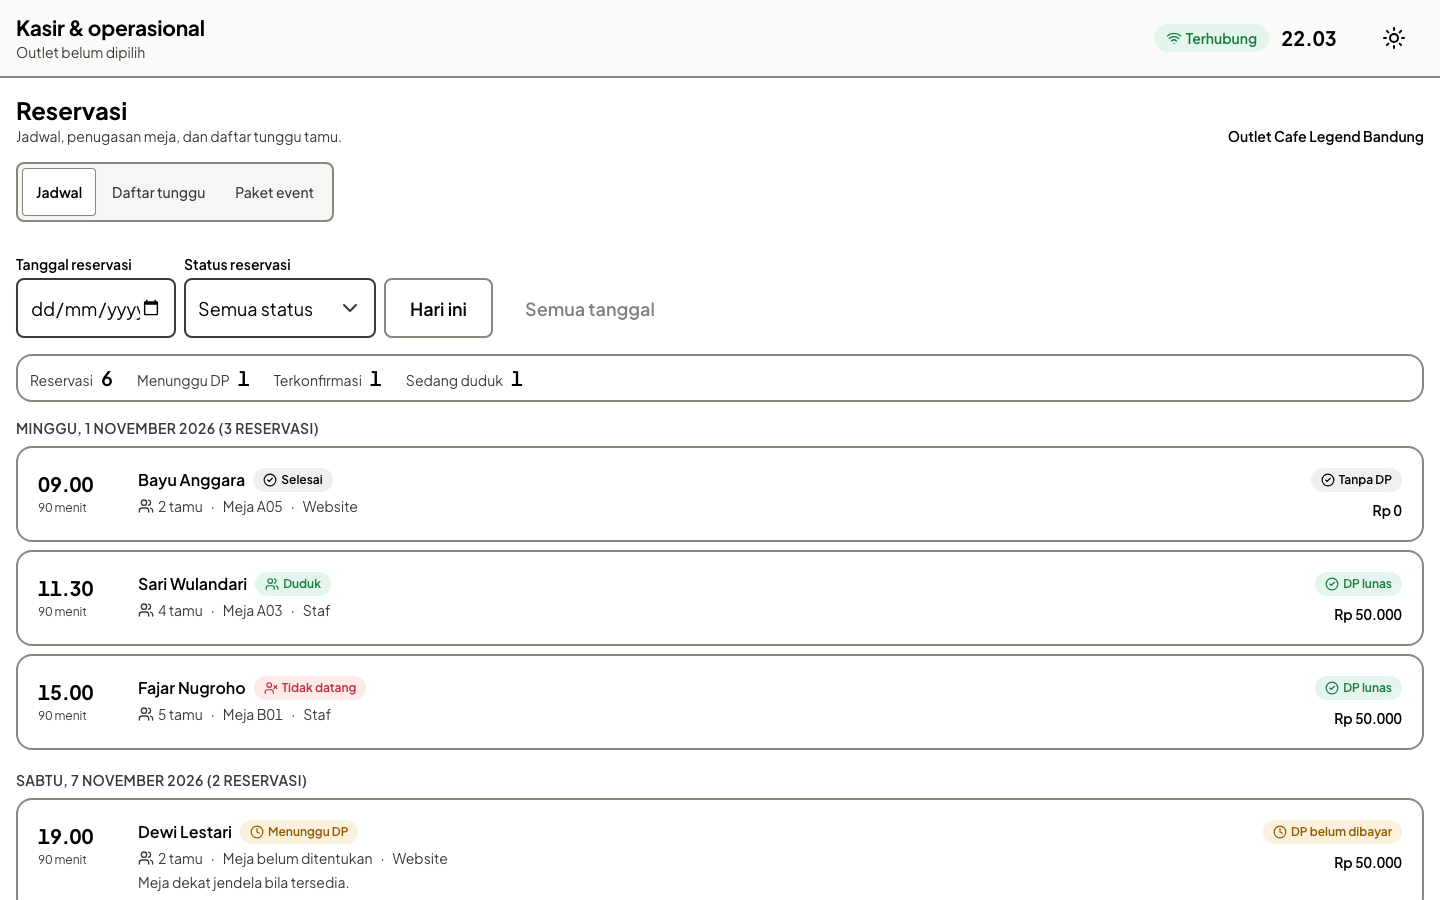 Kasir & operasional
Outlet belum dipilih
Terhubung 22.03
Reservasi
Jadwal, penugasan meja, dan daftar tunggu tamu.
Outlet Cafe Legend Bandung
Jadwal Daftar tunggu Paket event
Tanggal reservasi Status reservasi
dd/mm/yyyy Semua status Hari ini Semua tanggal
Reservasi 6 Menunggu DP 1 Terkonfirmasi 1 Sedang duduk 1
MINGGU, 1 NOVEMBER 2026 (3 RESERVASI)
09.00 Bayu Anggara Selesai Tanpa DP
90 menit 2 tamu · Meja A05 · Website Rp 0
11.30 Sari Wulandari Duduk DP lunas
90 menit 4 tamu · Meja A03 · Staf Rp 50.000
15.00 Fajar Nugroho Tidak datang DP lunas
90 menit 5 tamu · Meja B01 · Staf Rp 50.000
SABTU, 7 NOVEMBER 2026 (2 RESERVASI)
19.00 Dewi Lestari Menunggu DP DP belum dibayar
90 menit 2 tamu · Meja belum ditentukan · Website Rp 50.000
Meja dekat jendela bila tersedia.